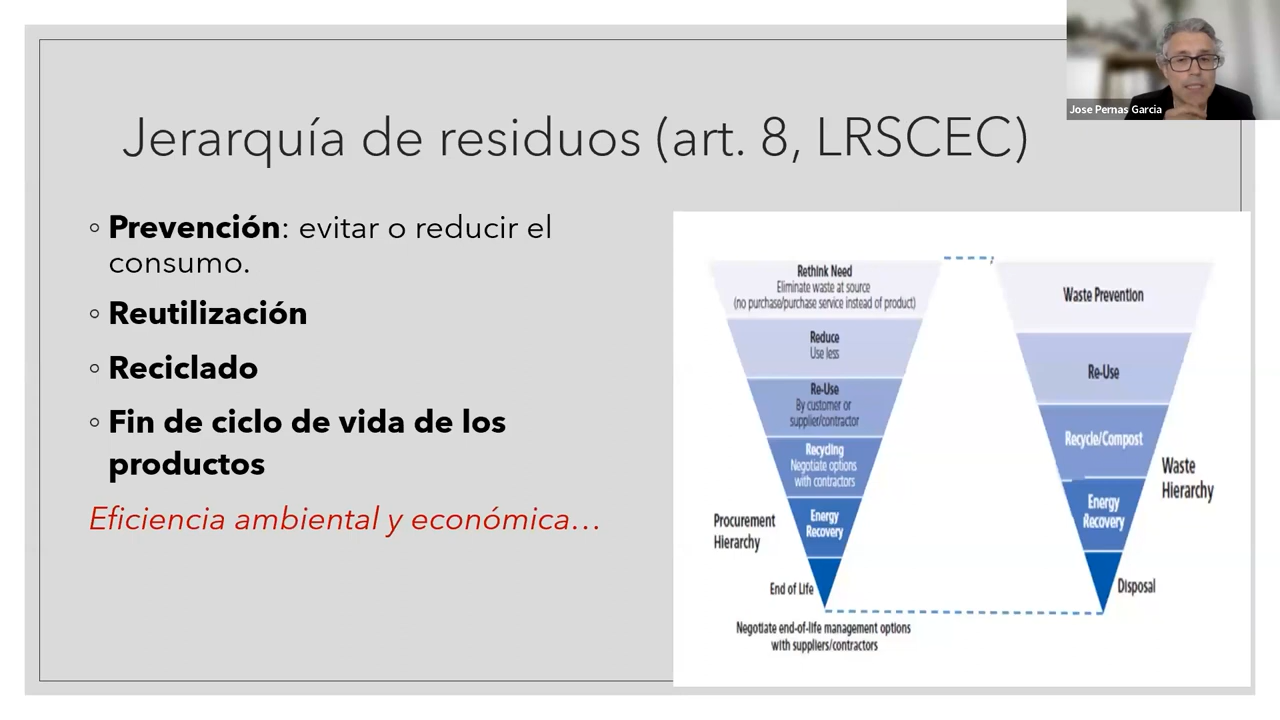 Jose Pernas Garcia
Jerarquía de residuos (art. 8, LRSCEC)
◦ Prevención: evitar o reducir el
consumo.
◦ Reutilización
◦ Reciclado
◦ Fin de ciclo de vida de los
productos
Eficiencia ambiental y económica…
Rethink Need
Eliminate waste at source
(no purchase/purchase service instead of product)
Reduce
Use less
Re-Use
By customer or
supplier/contractor
Recycling
Negotiate options
with contractors
Energy
Recovery
Procurement
Hierarchy
End of Life
Negotiate end-of-life management options
with suppliers/contractors
Waste Prevention
Re-Use
Recycle/Compost
Energy
Recovery
Waste
Hierarchy
Disposal